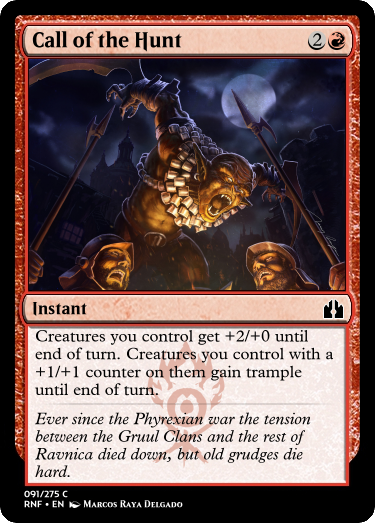 Call of the Hunt 2
Instant
Creatures you control get +2/+0 until
end of turn. Creatures you control with a
+1/+1 counter on them gain trample
until end of turn.
Ever since the Phyrexian war the tension
between the Gruul Clans and the rest of
Ravnica died down, but old grudges die
hard.
091/275 C
RNF • EN Marcos Raya Delgado